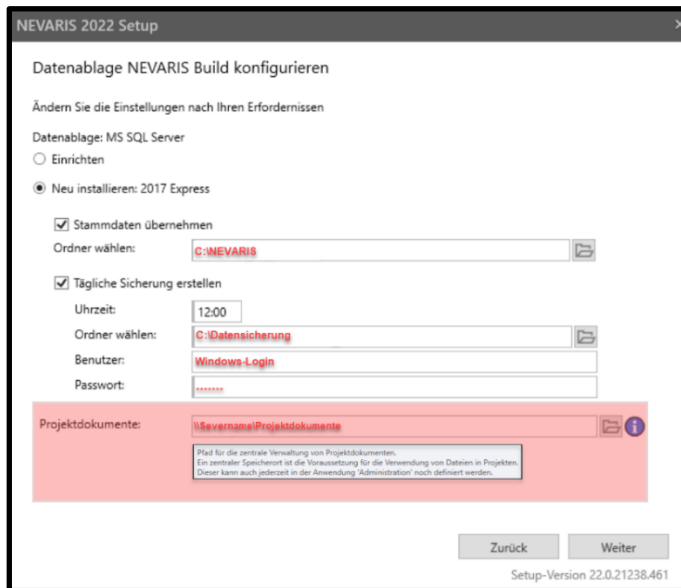 NEVARIS 2022 Setup
Datenablage NEVARIS Build konfigurieren
Ändern Sie die Einstellungen nach Ihren Erfordernissen
Datenablage: MS SQL Server
Einrichten
Neu installieren: 2017 Express
Stammdaten übernehmen
Ordner wählen: C:\NEVARIS
Tägliche Sicherung erstellen
Uhrzeit: 12:00
Ordner wählen: C:\Datensicherung
Benutzer: Windows-Login
Passwort: .......
Projektdokumente: \\Severname\Projektdokumente
Pfad für die zentrale Verwaltung von Projektdokumenten.
Ein zentraler Speicherort ist die Voraussetzung für die Verwendung von Dateien in Projekten.
Dieser kann auch jederzeit in der Anwendung 'Administration' noch definiert werden.
Zurück Weiter
Setup-Version 22.0.21238.461